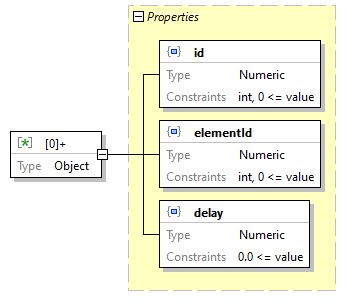 Properties
id
Type Numeric
Constraints int, 0 <= value
[0]+
Type Object
elementId
Type Numeric
Constraints int, 0 <= value
delay
Type Numeric
Constraints 0.0 <= value